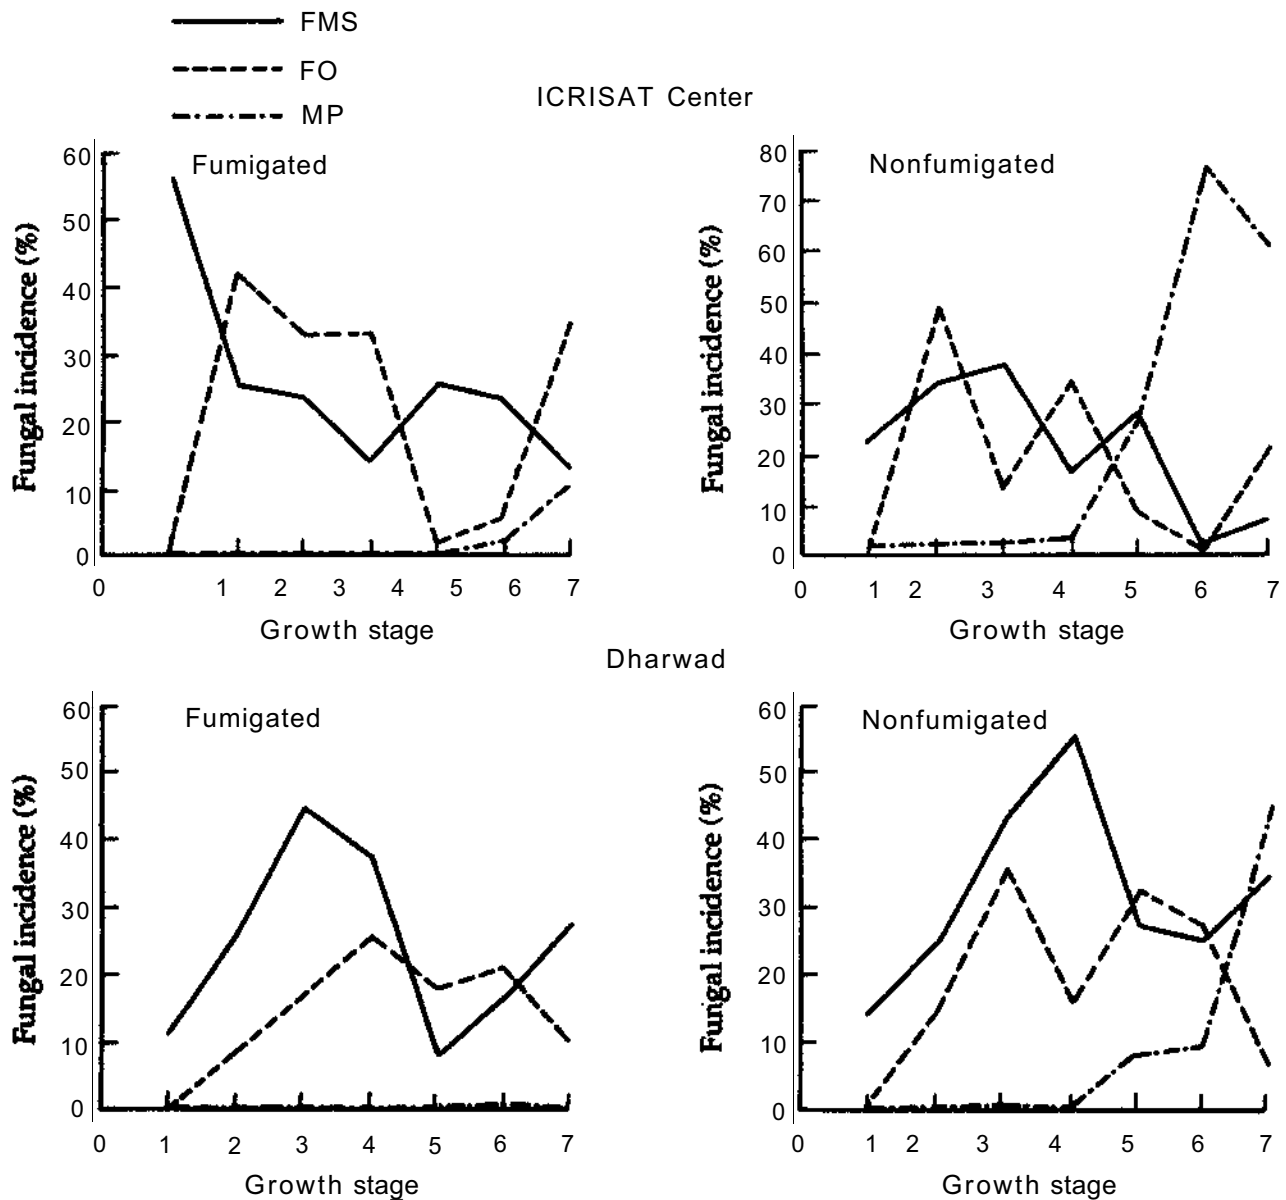 FMS
FO
MP
ICRISAT Center
Fumigated
60
50
40
30
20
10
0
Fungal incidence (%)
0 1 2 3 4 5 6 7
Growth stage
Nonfumigated
80
70
60
50
40
30
20
10
0
Fungal incidence (%)
0 1 2 3 4 5 6 7
Growth stage
Dharwad
Fumigated
60
50
40
30
20
10
0
Fungal incidence (%)
0 1 2 3 4 5 6 7
Growth stage
Nonfumigated
60
50
40
30
20
10
0
Fungal incidence (%)
0 1 2 3 4 5 6 7
Growth stage